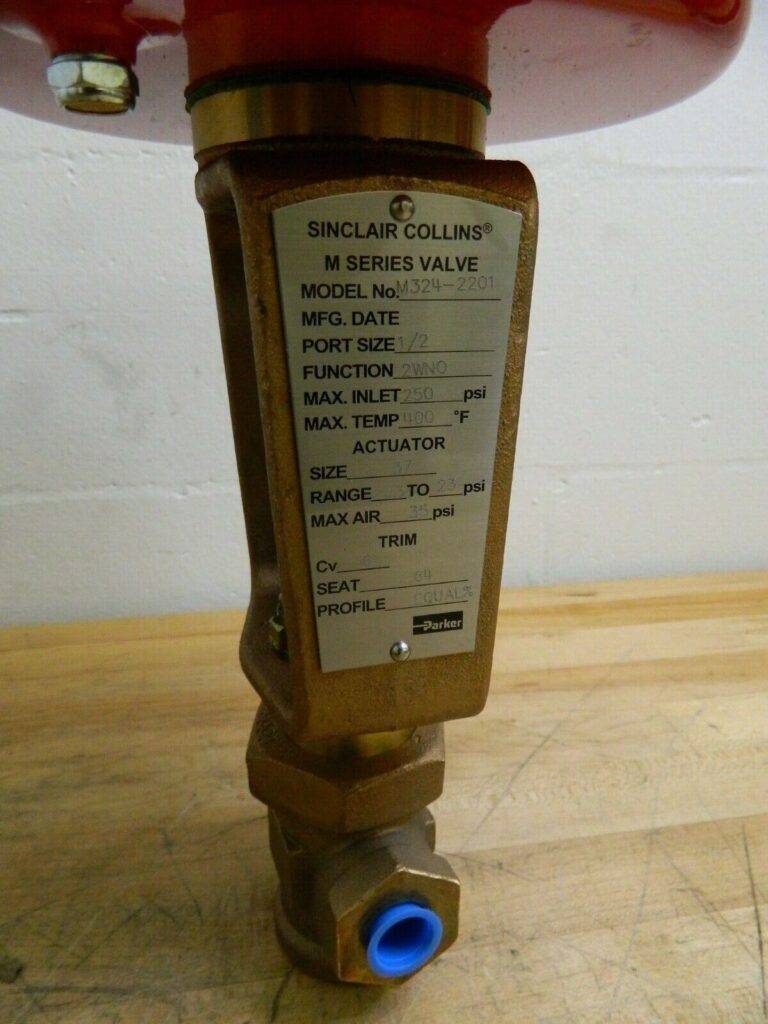 SINCLAIR COLLINS®
M SERIES VALVE
MODEL No. M324-2201
MFG. DATE
PORT SIZE 1/2
FUNCTION 2WNO
MAX. INLET 250 psi
MAX. TEMP 400 °F
ACTUATOR
SIZE 37
RANGE 3 TO 23 psi
MAX AIR 35 psi
TRIM
Cv
SEAT 04
PROFILE EQUAL%
Parker